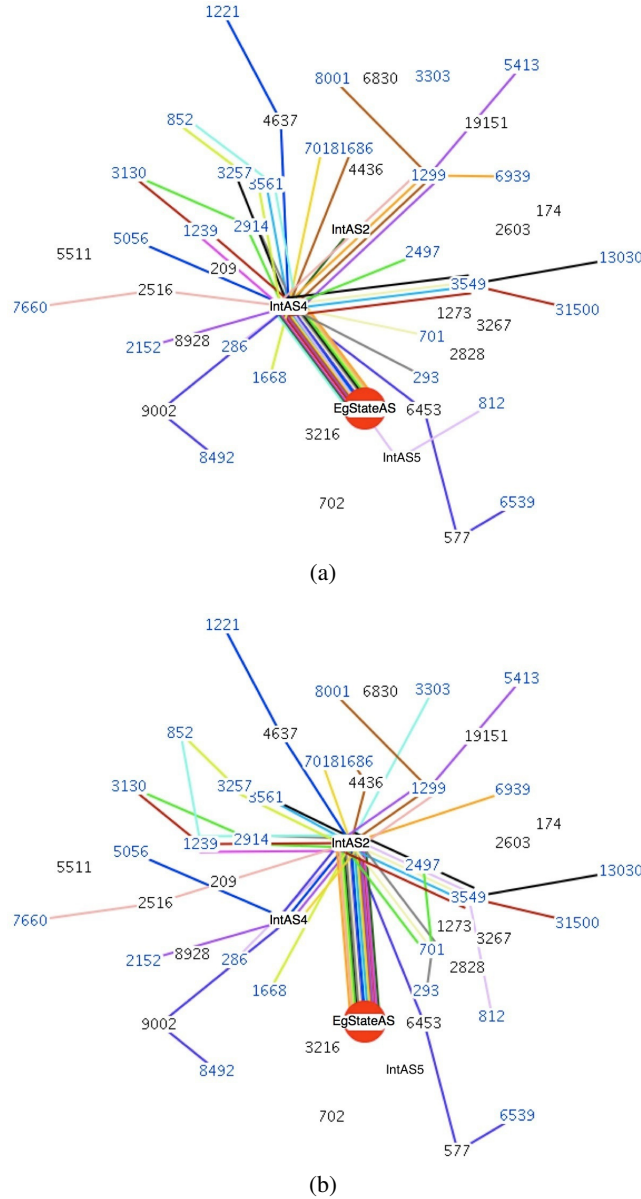 1221
8001 6830 3303 5413
852 4637 19151
70181686
3130 3257 3561 4436 1299 6939
174
5056 1239 2914 IntAS2 2603
5511 209 2497 13030
2516 3549
7660 IntAS4 1273 31500
8928 3267
2152 286 701
2828
1668 293
9002 EgStateAS 6453 812
3216
8492 IntAS5
702 6539
577
(a)
1221
8001 6830 3303 5413
852 4637 19151
70181686
3130 3257 3561 4436 1299 6939
174
5056 1239 2914 IntAS2 2603
5511 209 2497 13030
2516 3549
7660 IntAS4 1273 31500
8928 3267
2152 286 701
2828
1668 293
812
9002 EgStateAS 6453
3216
8492 IntAS5
702 6539
577
(b)